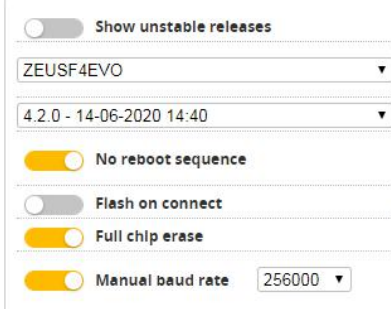 Show unstable releases
ZEUSF4EVO
4.2.0 - 14-06-2020 14:40
No reboot sequence
Flash on connect
Full chip erase
Manual baud rate 256000